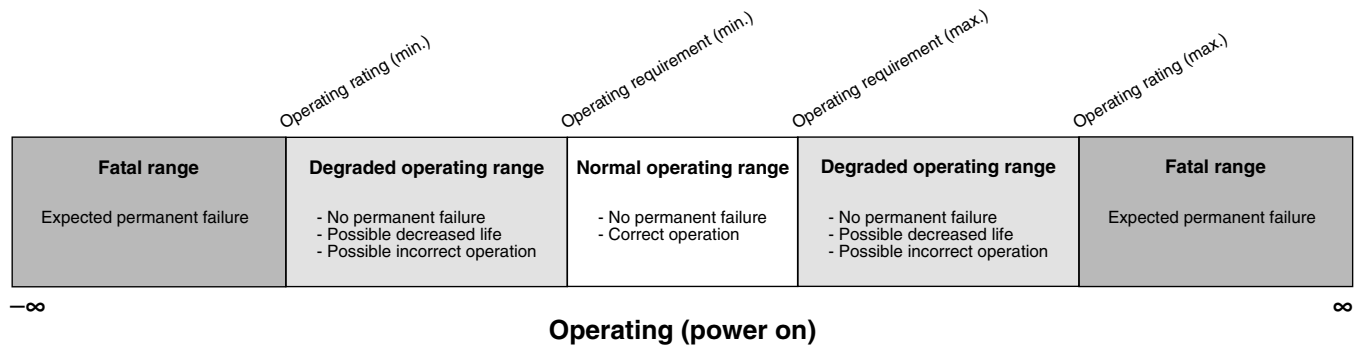 Operating rating (min.)
Operating requirement (min.)
Operating requirement (max.)
Operating rating (max.)
Fatal range
Expected permanent failure
Degraded operating range
- No permanent failure
- Possible decreased life
- Possible incorrect operation
Normal operating range
- No permanent failure
- Correct operation
Degraded operating range
- No permanent failure
- Possible decreased life
- Possible incorrect operation
Fatal range
Expected permanent failure
–∞
∞
Operating (power on)